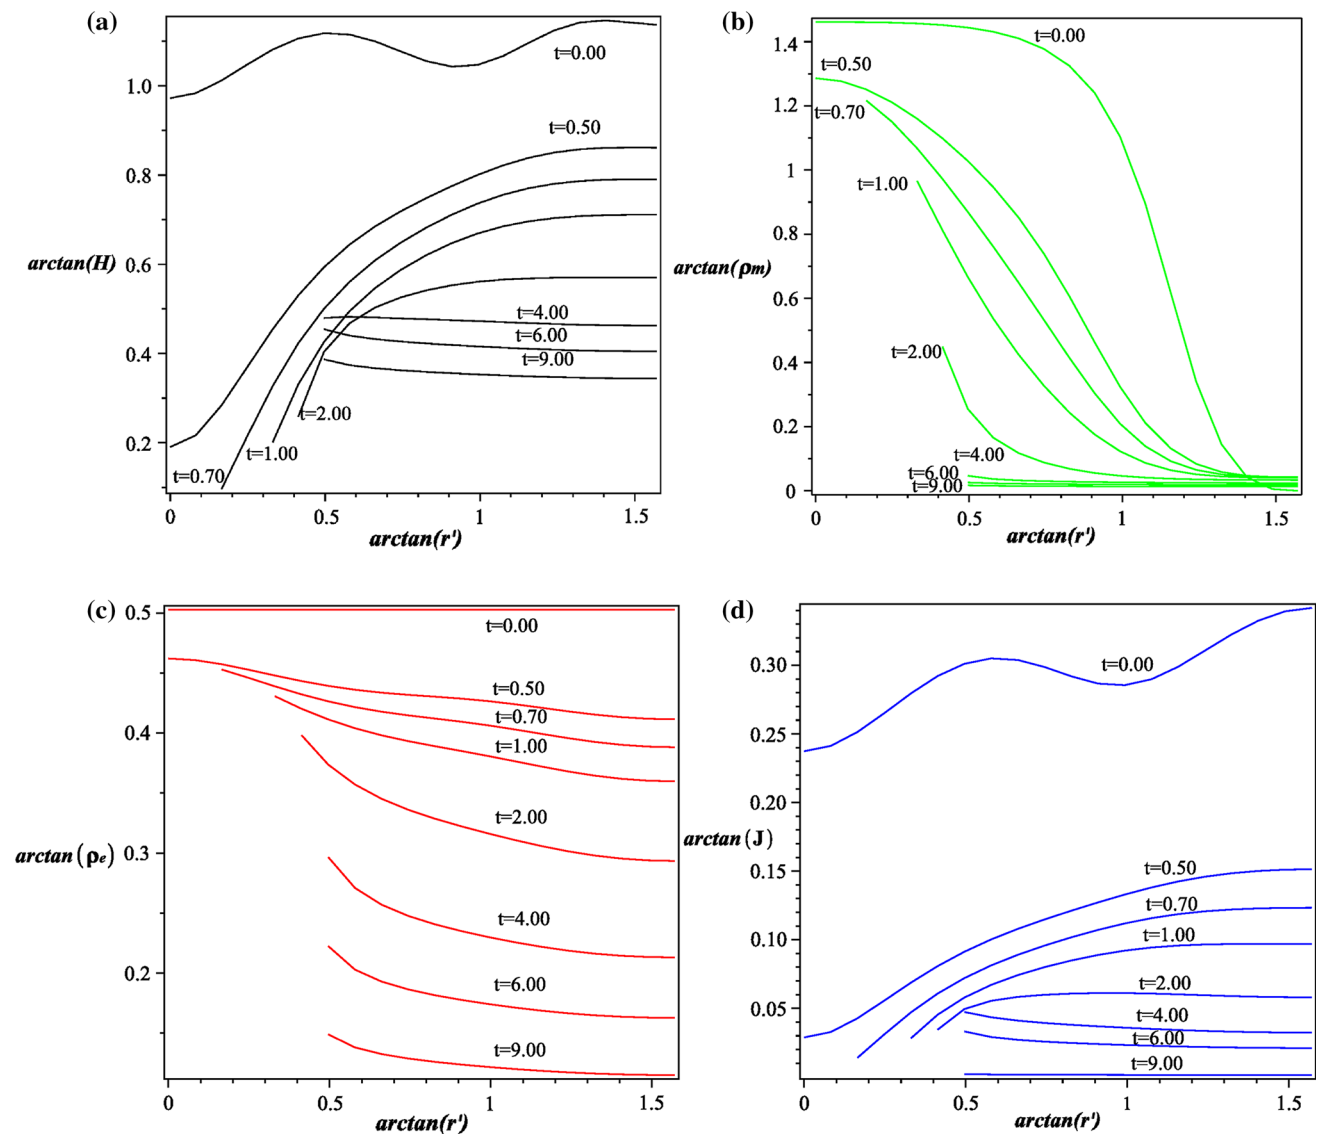 (a)
t=0.00
1.0
t=0.50
0.8
arctan(H)
0.6
t=4.00
t=6.00
0.4
t=9.00
t=2.00
0.2
t=1.00
t=0.70
0 0.5 1 1.5
arctan(r')
(b)
1.4
t=0.00
t=0.50
1.2
t=0.70
1
t=1.00
0.8
arctan(ρm)
0.6
0.4
t=2.00
0.2
t=4.00
t=6.00
t=9.00
0
0 0.5 1 1.5
arctan(r')
(c)
0.5
t=0.00
t=0.50
t=0.70
0.4
t=1.00
t=2.00
arctan(ρe)
0.3
t=4.00
0.2
t=6.00
t=9.00
0 0.5 1 1.5
arctan(r')
(d)
0.30
t=0.00
0.25
0.20
arctan(J)
0.15
t=0.50
t=0.70
0.10
t=1.00
t=2.00
0.05
t=4.00
t=6.00
t=9.00
0 0.5 1 1.5
arctan(r')